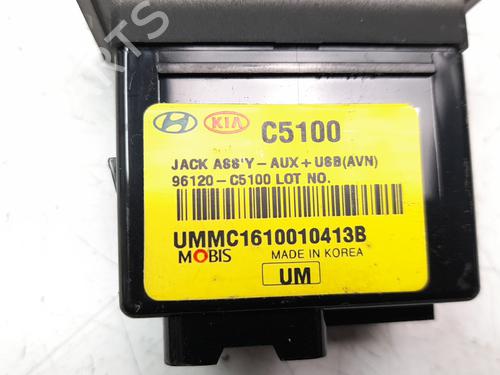 KIA C5100
JACK ASS'Y-AUX+USB(AVN)
96120-C5100 LOT NO.
UMMC1610010413B
MOBIS MADE IN KOREA
UM